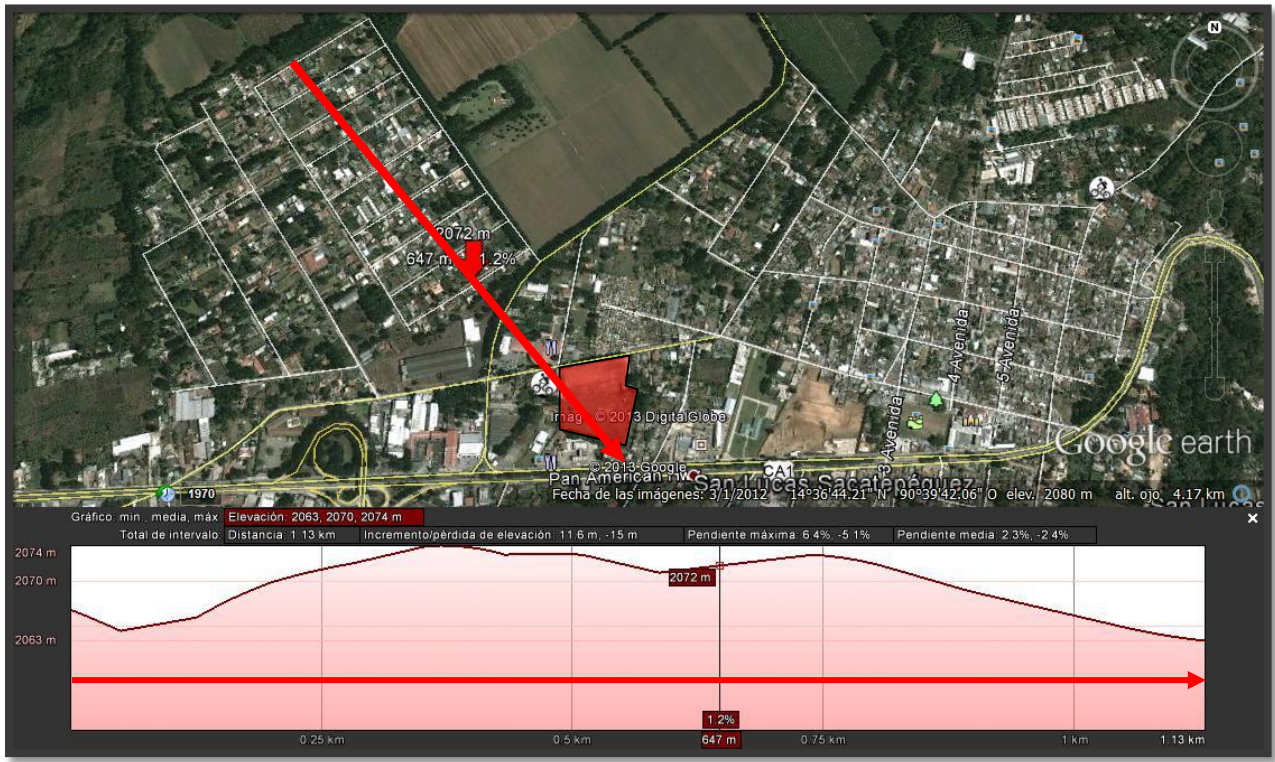 N
2072 m
647 m
1.2%
4 Avenida
5 Avenida
3 Avenida
Image © 2013 DigitalGlobe
© 2013 Google
Google earth
CA1
Pan American Hw
San Lucas Sacatepéquez
1970
Fecha de las imágenes: 3/1/2012 14°36'44.21" N 90°39'42.06" O elev. 2080 m alt. ojo 4.17 km
San Lucas
Gráfico: mín., media, máx. Elevación: 2063, 2070, 2074 m
Total de intervalo: Distancia: 1.13 km Incremento/pérdida de elevación: 11.6 m, -15 m Pendiente máxima: 6.4%, -5.1% Pendiente media: 2.3%, -2.4%
2074 m
2070 m
2072 m
2063 m
1.2%
0.25 km 0.5 km 647 m 0.75 km 1 km 1.13 km